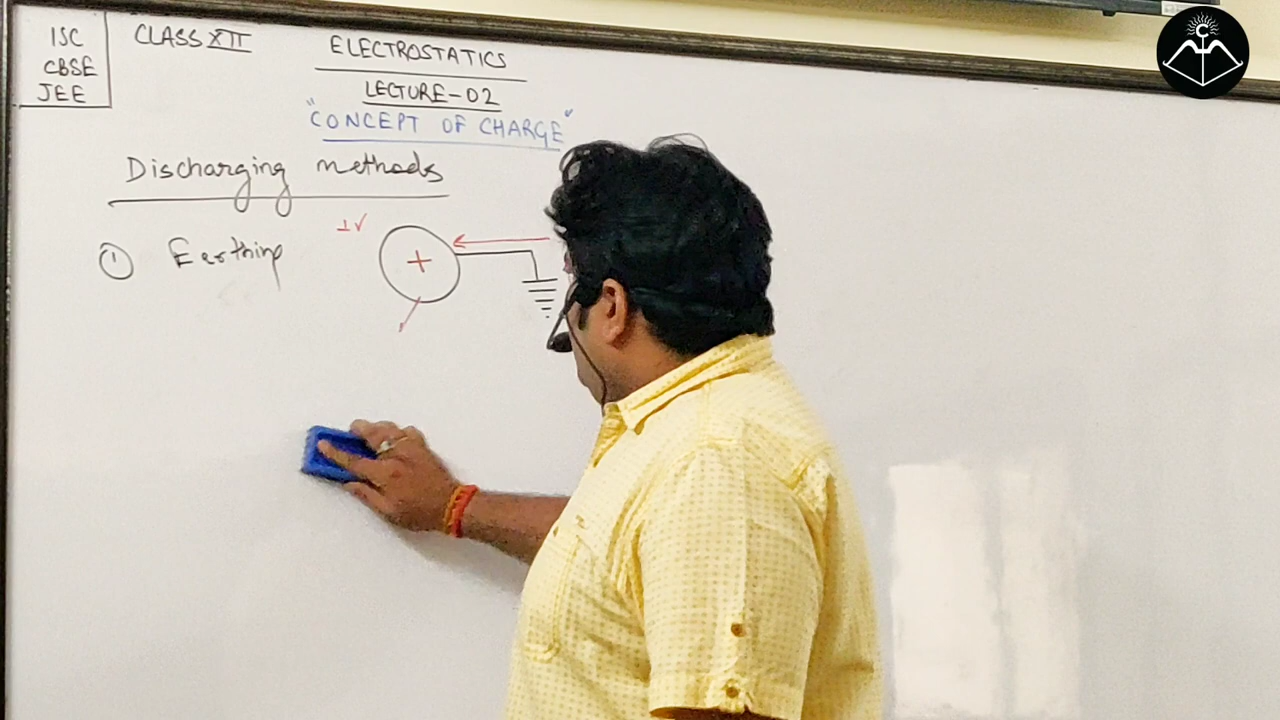 ISC
CBSE
JEE
CLASS XII
ELECTROSTATICS
LECTURE-02
"CONCEPT OF CHARGE"
Discharging methods
① Earthing
+
C